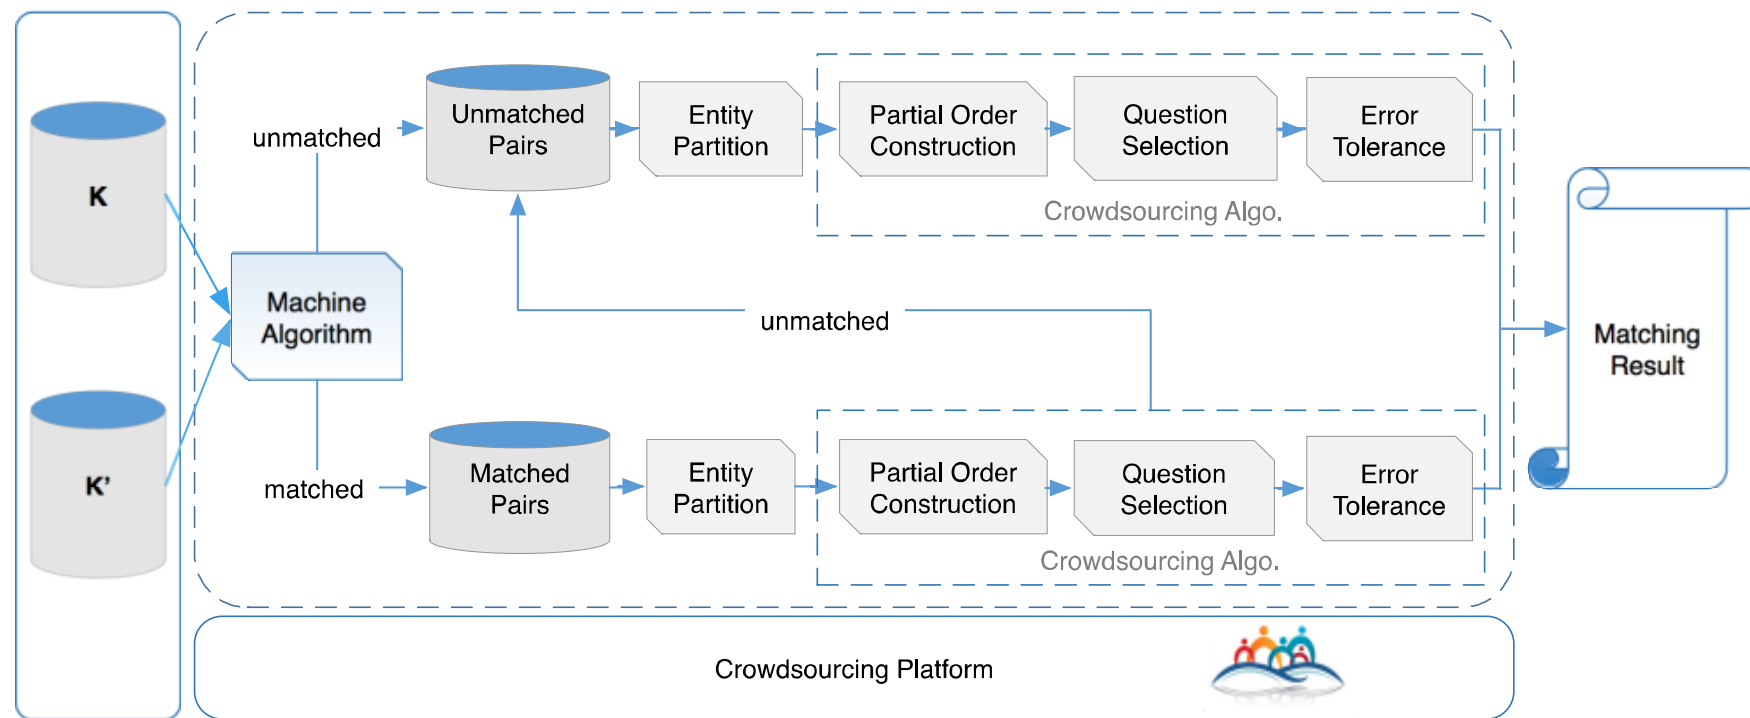 K
K'
Machine
Algorithm
unmatched
Unmatched
Pairs
Entity
Partition
Partial Order
Construction
Question
Selection
Error
Tolerance
Crowdsourcing Algo.
unmatched
matched
Matched
Pairs
Entity
Partition
Partial Order
Construction
Question
Selection
Error
Tolerance
Crowdsourcing Algo.
Matching
Result
Crowdsourcing Platform